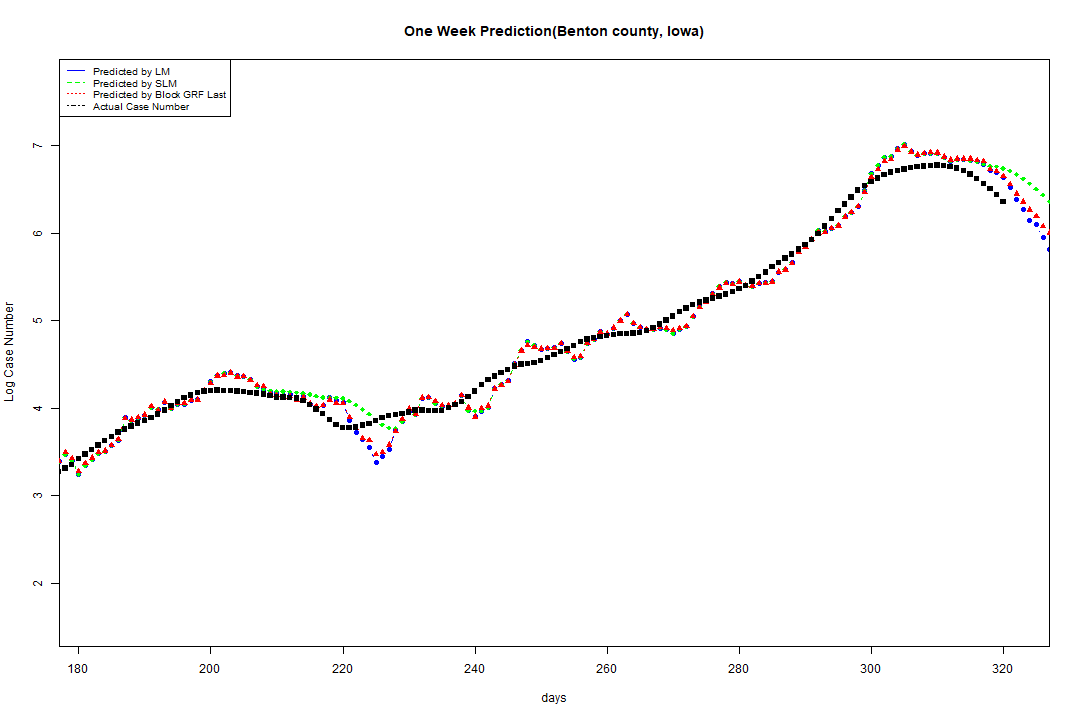 One Week Prediction(Benton county, Iowa)
Predicted by LM
Predicted by SLM
Predicted by Block GRF Last
Actual Case Number
7
6
5
4
3
2
Log Case Number
180 200 220 240 260 280 300 320
days